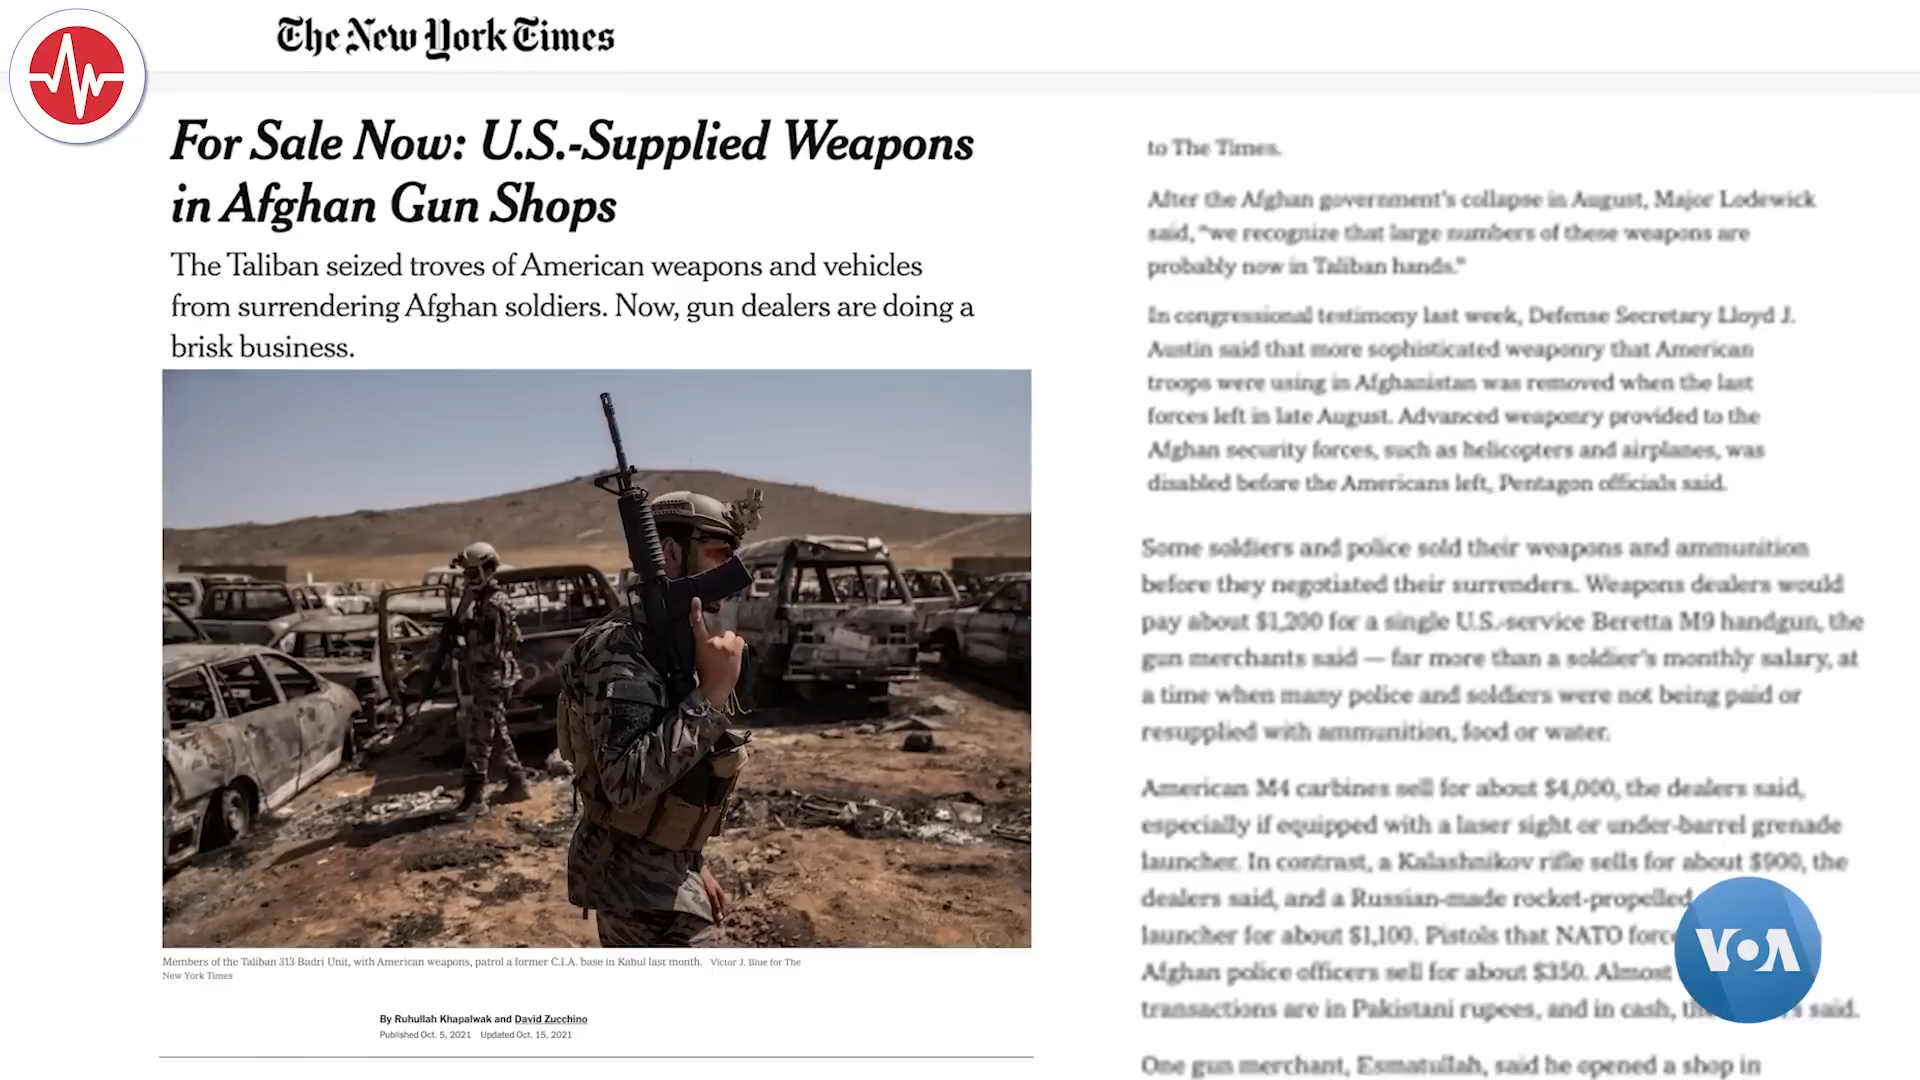 The New York Times
For Sale Now: U.S.-Supplied Weapons
in Afghan Gun Shops
The Taliban seized troves of American weapons and vehicles
from surrendering Afghan soldiers. Now, gun dealers are doing a
brisk business.
Members of the Taliban 313 Badri Unit, with American weapons, patrol a former C.I.A. base in Kabul last month. Victor J. Blue for The
New York Times
By Ruhullah Khapalwak and David Zucchino
Published Oct. 5, 2021 Updated Oct. 15, 2021
to The Times.
After the Afghan government's collapse in August, Major Lodewick
said, "we recognize that large numbers of these weapons are
probably now in Taliban hands."
In congressional testimony last week, Defense Secretary Lloyd J.
Austin said that more sophisticated weaponry that American
troops were using in Afghanistan was removed when the last
forces left in late August. Advanced weaponry provided to the
Afghan security forces, such as helicopters and airplanes, was
disabled before the Americans left, Pentagon officials said.
Some soldiers and police sold their weapons and ammunition
before they negotiated their surrenders. Weapons dealers would
pay about $1,200 for a single U.S.-service Beretta M9 handgun, the
gun merchants said — far more than a soldier's monthly salary, at
a time when many police and soldiers were not being paid or
resupplied with ammunition, food or water.
American M4 carbines sell for about $4,000, the dealers said,
especially if equipped with a laser sight or under-barrel grenade
launcher. In contrast, a Kalashnikov rifle sells for about $900, the
dealers said, and a Russian-made rocket-propelled
launcher for about $1,100. Pistols that NATO
Afghan police officers sell for about $350. Almost
transactions are in Pakistani rupees, and in cash, said.
One gun merchant, Esmatullah, said he opened a shop in
VOA